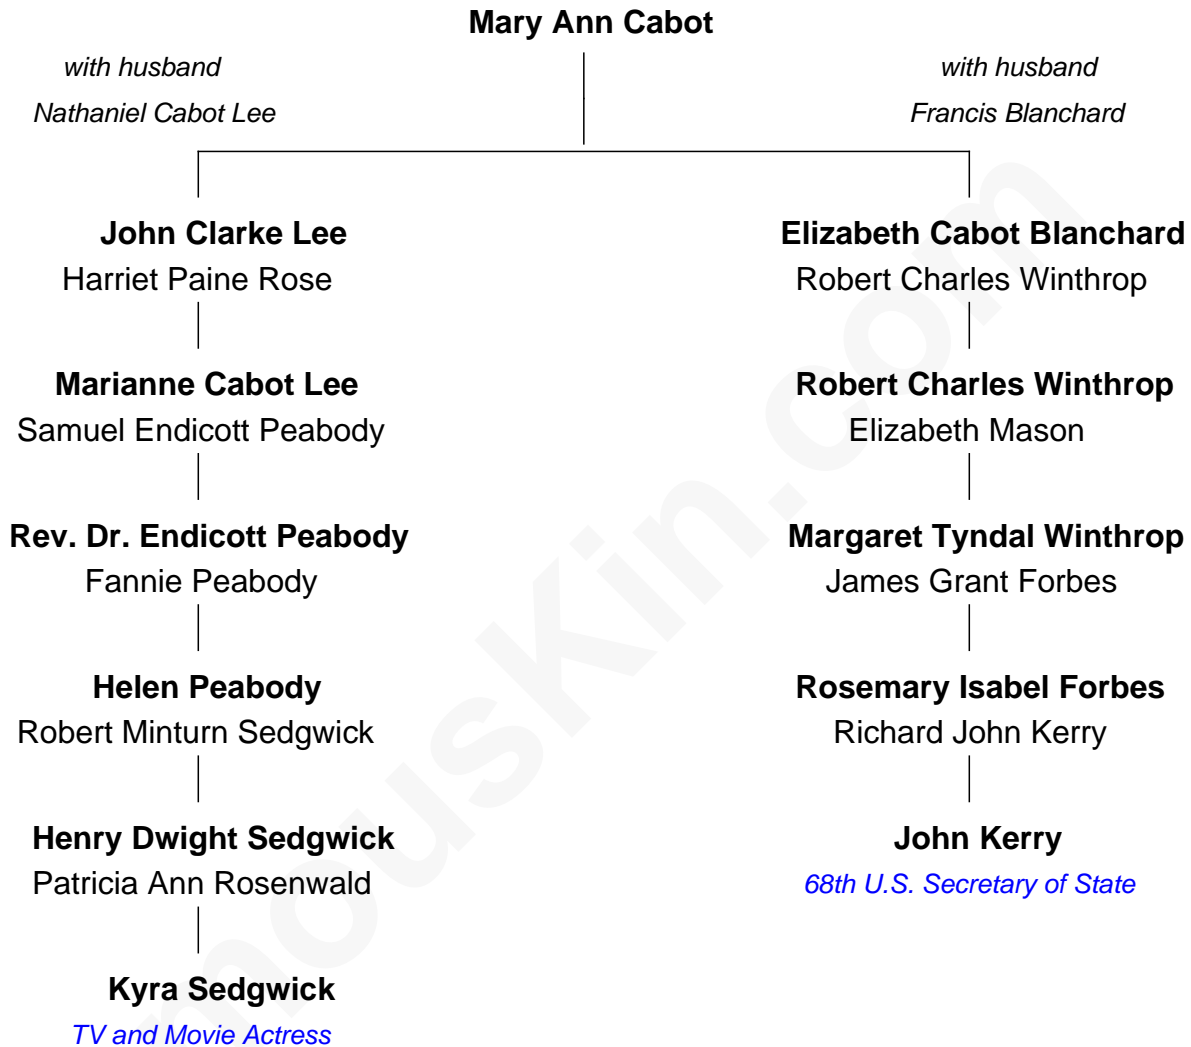 Mary Ann Cabot
with husband
Nathaniel Cabot Lee
with husband
Francis Blanchard
John Clarke Lee
Harriet Paine Rose
Elizabeth Cabot Blanchard
Robert Charles Winthrop
Marianne Cabot Lee
Samuel Endicott Peabody
Robert Charles Winthrop
Elizabeth Mason
Rev. Dr. Endicott Peabody
Fannie Peabody
Margaret Tyndal Winthrop
James Grant Forbes
Helen Peabody
Robert Minturn Sedgwick
Rosemary Isabel Forbes
Richard John Kerry
Henry Dwight Sedgwick
Patricia Ann Rosenwald
John Kerry
68th U.S. Secretary of State
Kyra Sedgwick
TV and Movie Actress
mousKin.com